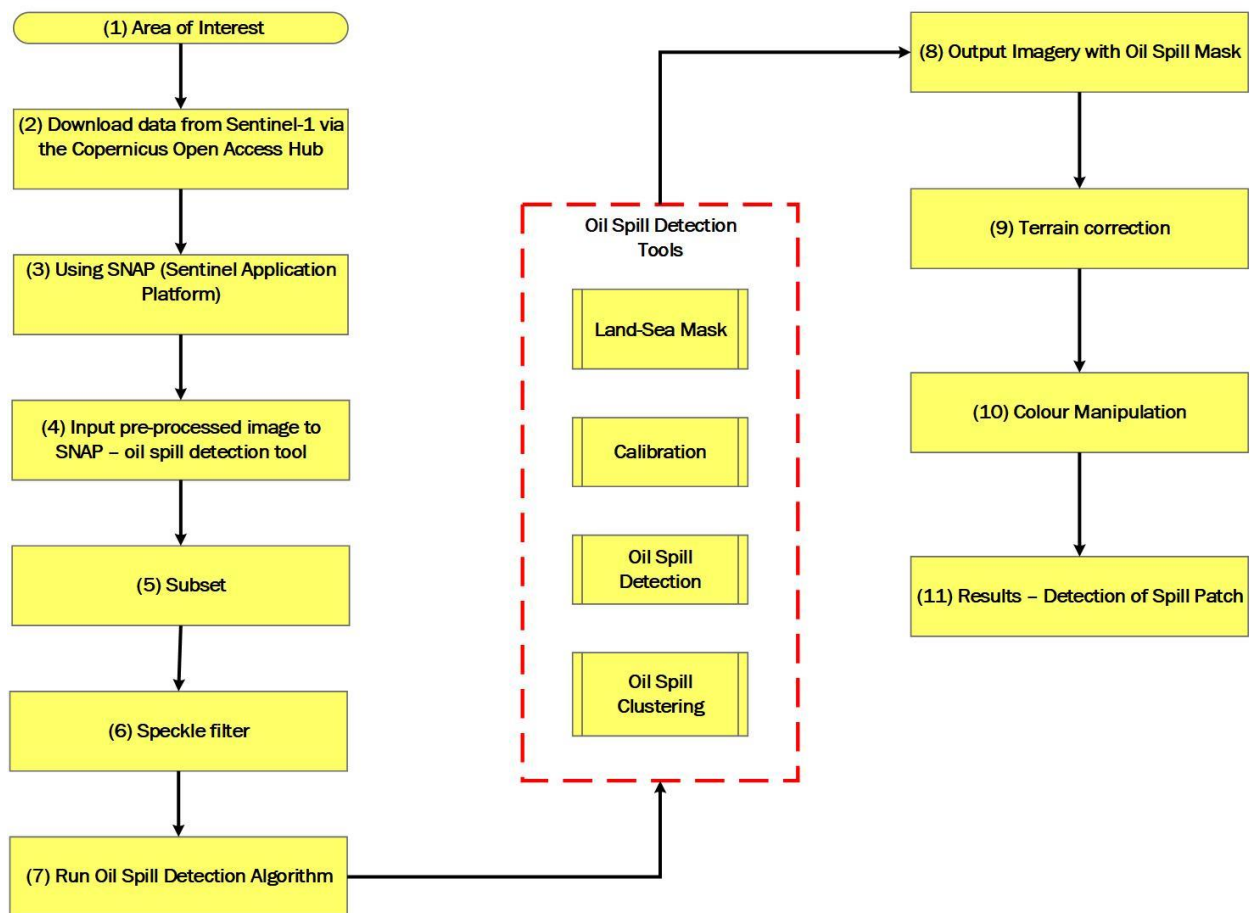 (1) Area of Interest
(2) Download data from Sentinel-1 via
the Copernicus Open Access Hub
(3) Using SNAP (Sentinel Application
Platform)
(4) Input pre-processed image to
SNAP – oil spill detection tool
(5) Subset
(6) Speckle filter
(7) Run Oil Spill Detection Algorithm
Oil Spill Detection
Tools
Land-Sea Mask
Calibration
Oil Spill
Detection
Oil Spill
Clustering
(8) Output Imagery with Oil Spill Mask
(9) Terrain correction
(10) Colour Manipulation
(11) Results – Detection of Spill Patch